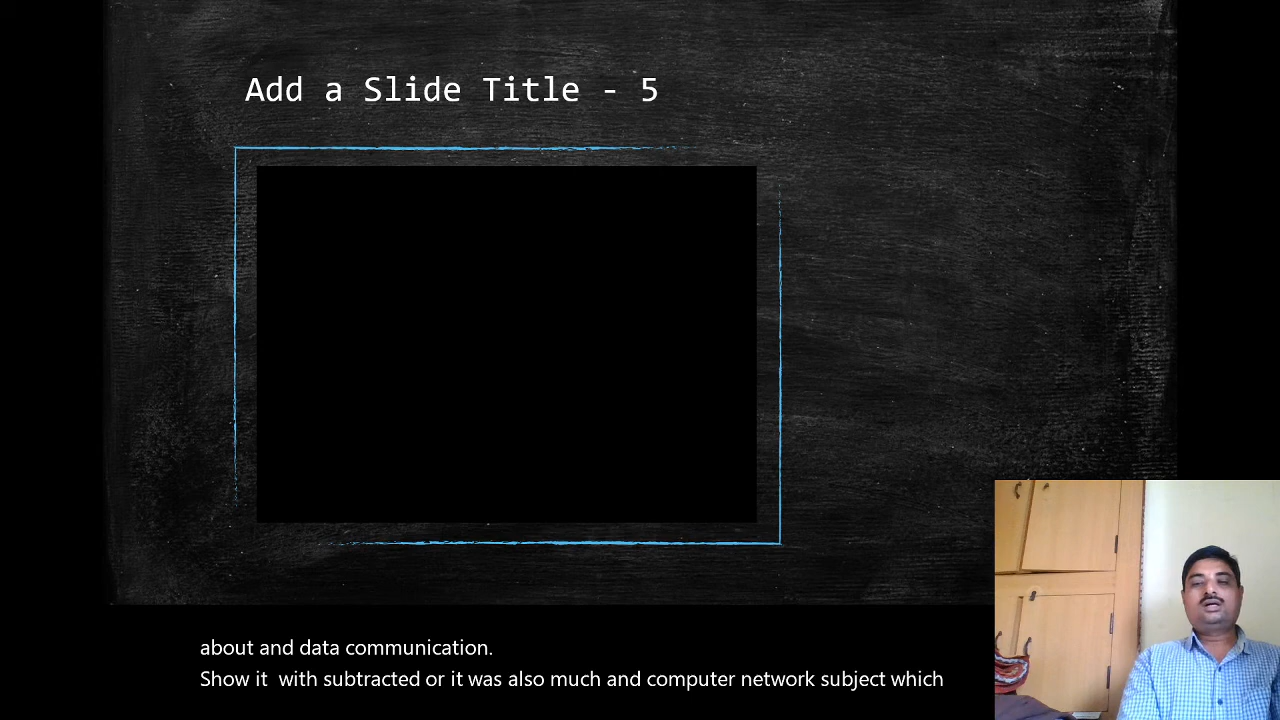 Add a Slide Title - 5
about and data communication.
Show it  with subtracted or it was also much and computer network subject which